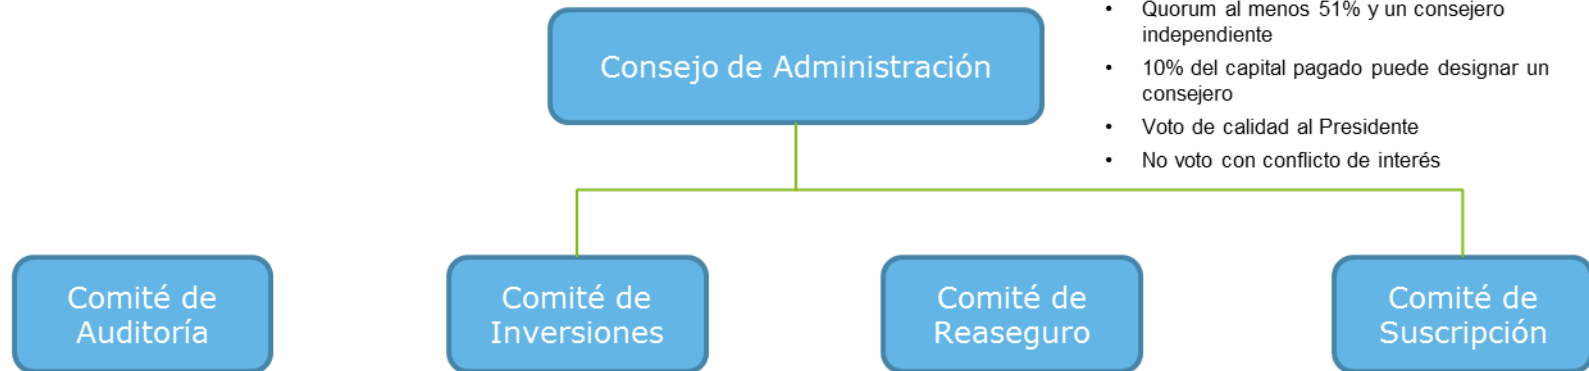 • Quorum al menos 51% y un consejero
independiente
• 10% del capital pagado puede designar un
consejero
• Voto de calidad al Presidente
• No voto con conflicto de interés
Consejo de Administración
Comité de
Auditoría
Comité de
Inversiones
Comité de
Reaseguro
Comité de
Suscripción